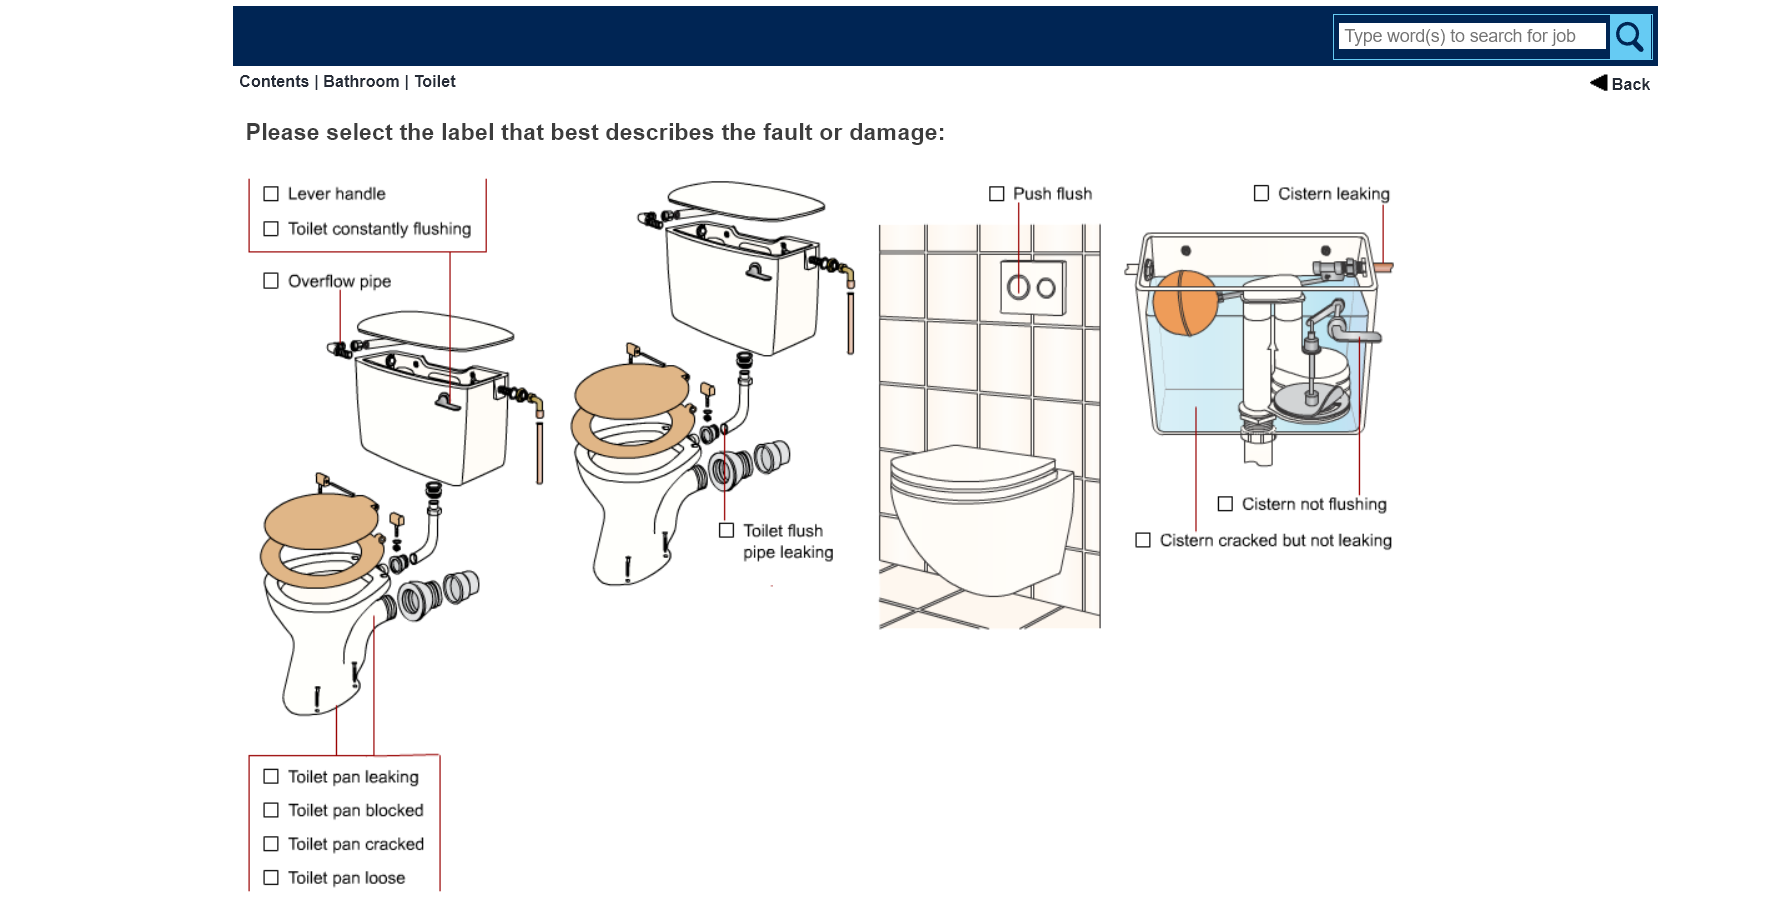 Type word(s) to search for job
Contents | Bathroom | Toilet
Back
Please select the label that best describes the fault or damage:
Lever handle
Toilet constantly flushing
Overflow pipe
Toilet flush
pipe leaking
Push flush
Cistern leaking
Cistern not flushing
Cistern cracked but not leaking
Toilet pan leaking
Toilet pan blocked
Toilet pan cracked
Toilet pan loose